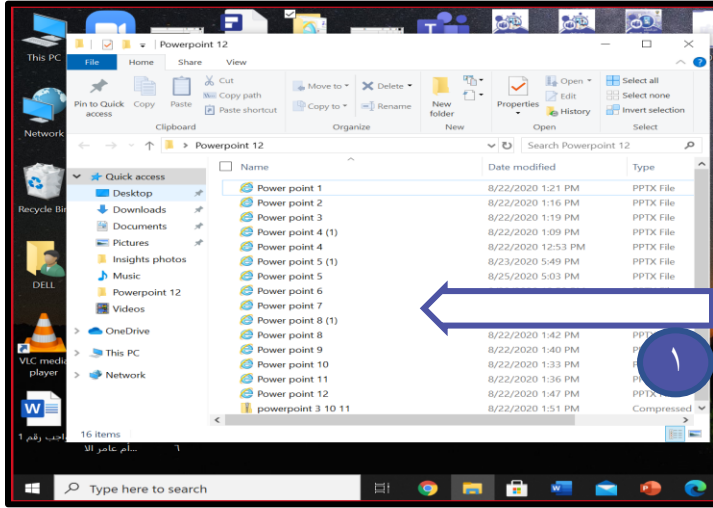 This PC
Network
Recycle Bin
DELL
VLC media player
واجب رقم 1
أم عامر الا...
٦
Powerpoint 12
File Home Share View
Pin to Quick access
Copy
Paste
Cut
Copy path
Paste shortcut
Clipboard
Move to
Copy to
Delete
Rename
Organize
New folder
New
Properties
Open
Edit
History
Open
Select all
Select none
Invert selection
Select
Powerpoint 12
Search Powerpoint 12
Quick access
Desktop
Downloads
Documents
Pictures
Insights photos
Music
Powerpoint 12
Videos
OneDrive
This PC
Network
Name Date modified Type
Power point 1 8/22/2020 1:21 PM PPTX File
Power point 2 8/22/2020 1:16 PM PPTX File
Power point 3 8/22/2020 1:19 PM PPTX File
Power point 4 (1) 8/22/2020 1:09 PM PPTX File
Power point 4 8/22/2020 12:53 PM PPTX File
Power point 5 (1) 8/23/2020 5:49 PM PPTX File
Power point 5 8/25/2020 5:03 PM PPTX File
Power point 6
Power point 7
Power point 8 (1)
Power point 8 8/22/2020 1:42 PM
Power point 9 8/22/2020 1:40 PM
Power point 10 8/22/2020 1:33 PM
Power point 11 8/22/2020 1:36 PM
Power point 12 8/22/2020 1:47 PM PPTX
powerpoint 3 10 11 8/22/2020 1:51 PM Compressed
١
16 items
Type here to search